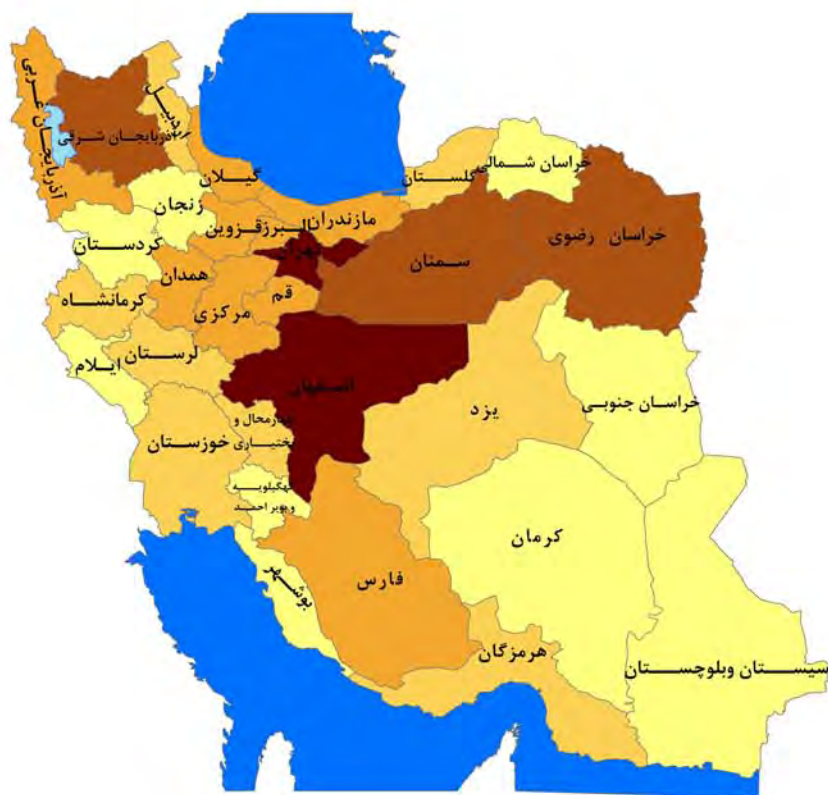 آذربایجان غربی
آذربایجان شرقی
اردبیل
گیلان
زنجان
کردستان
گلستان
خراسان شمالی
مازندران
البرز
قزوین
تهران
سمنان
خراسان رضوی
همدان
قم
مرکزی
کرمانشاه
لرستان
ایلام
اصفهان
یزد
خراسان جنوبی
چهارمحال و
بختیاری
خوزستان
کهگیلویه
و بویر احمد
کرمان
فارس
بوشهر
هرمزگان
سیستان وبلوچستان